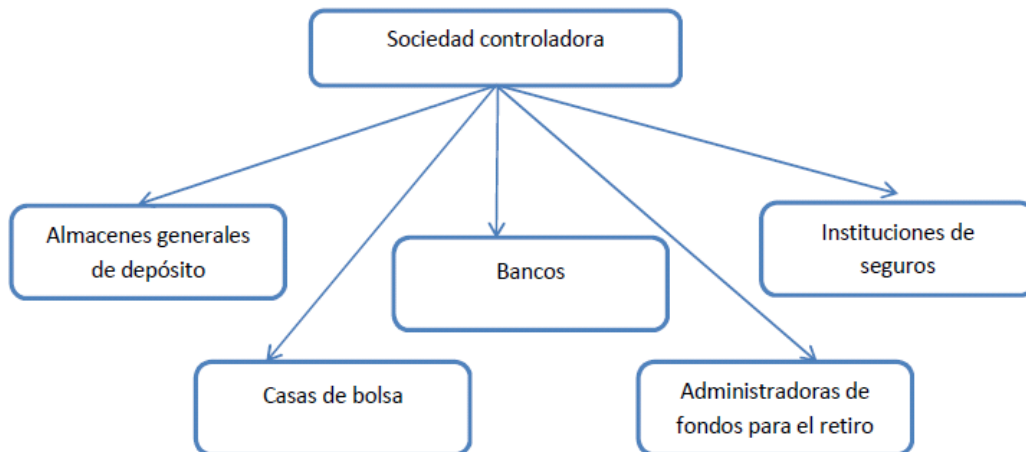 Sociedad controladora
Almacenes generales
de depósito
Bancos
Instituciones de
seguros
Casas de bolsa
Administradoras de
fondos para el retiro